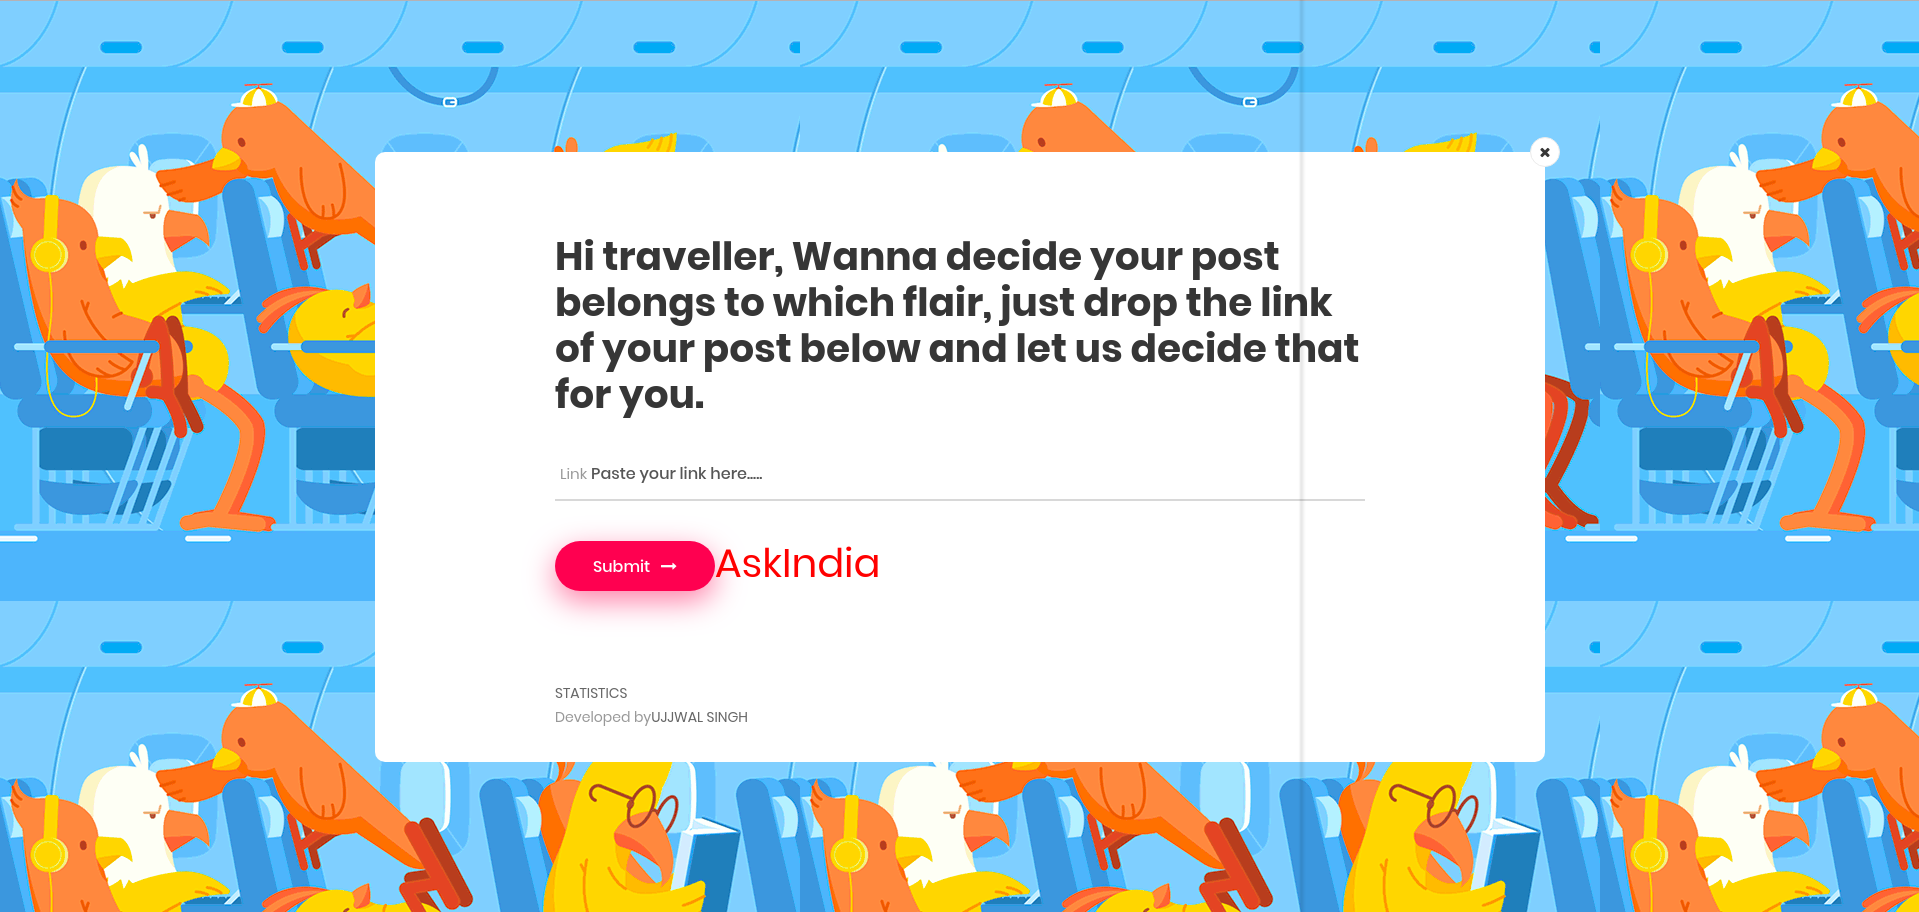 Hi traveller, Wanna decide your post
belongs to which flair, just drop the link
of your post below and let us decide that
for you.
Link Paste your link here.....
Submit → AskIndia
STATISTICS
Developed byUJJWAL SINGH